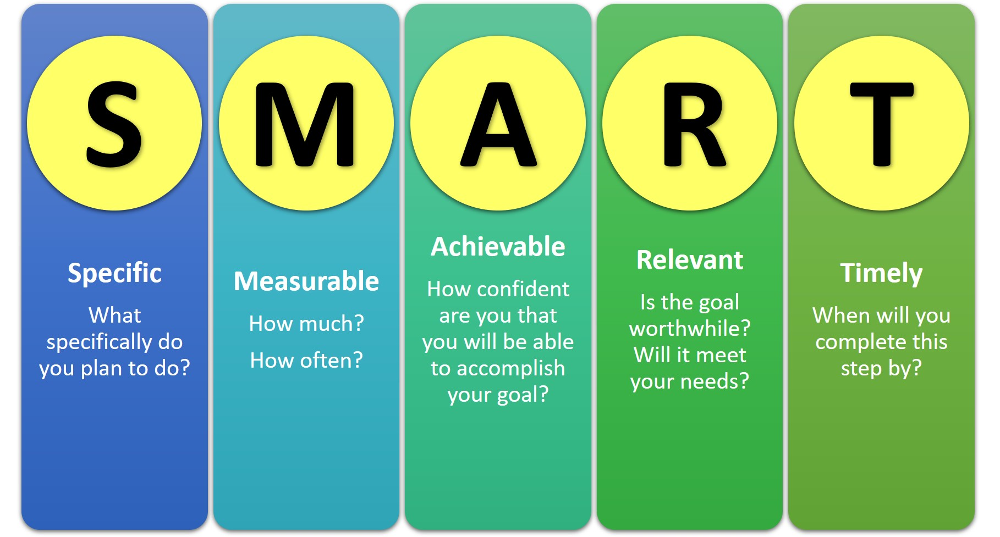 S
Specific
What
specifically do
you plan to do?
M
Measurable
How much?
How often?
A
Achievable
How confident
are you that
you will be able
to accomplish
your goal?
R
Relevant
Is the goal
worthwhile?
Will it meet
your needs?
T
Timely
When will you
complete this
step by?